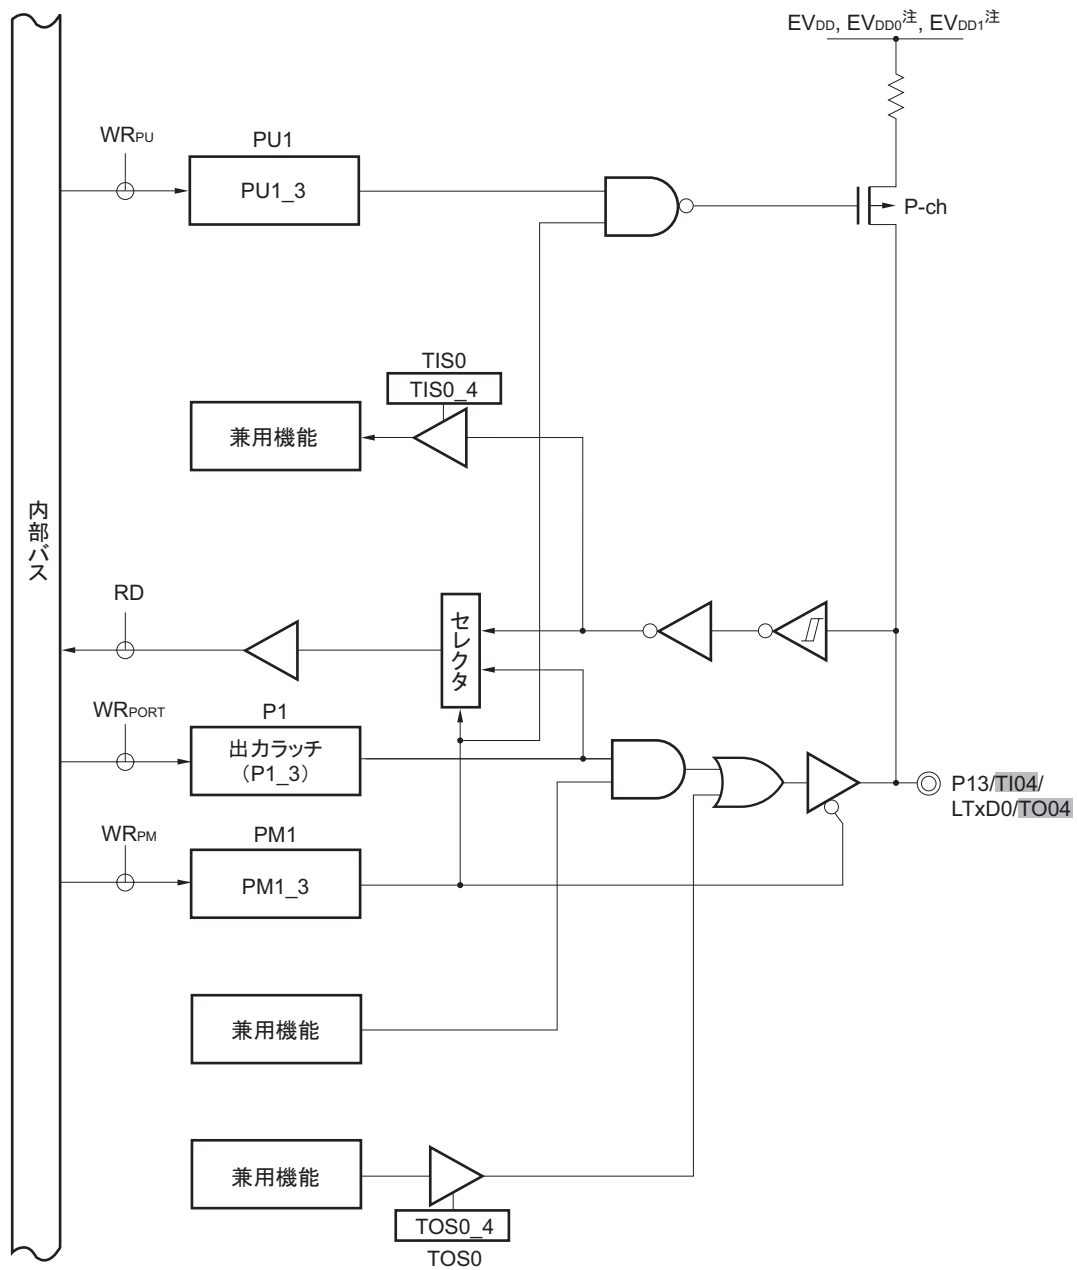 EVDD, EVDD0注, EVDD1注
WRPU
PU1
PU1_3
P-ch
TIS0
TIS0_4
兼用機能
内部バス
RD
セレクタ
WRPORT
P1
出力ラッチ
（P1_3）
P13/TI04/
LTxD0/TO04
WRPM
PM1
PM1_3
兼用機能
兼用機能
TOS0_4
TOS0